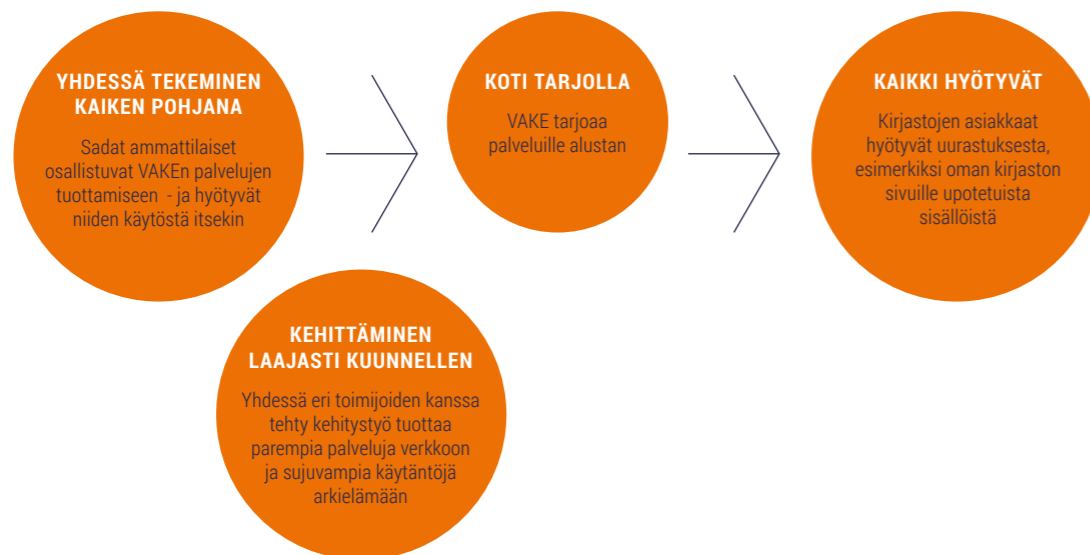 YHDESSÄ TEKEMINEN
KAIKEN POHJANA
Sadat ammattilaiset
osallistuvat VAKEn palvelujen
tuottamiseen - ja hyötyvät
niiden käytöstä itsekin
KEHITTÄMINEN
LAAJASTI KUUNNELLEN
Yhdessä eri toimijoiden kanssa
tehty kehitystyö tuottaa
parempia palveluja verkkoon
ja sujuvampia käytäntöjä
arkielämään
KOTI TARJOLLA
VAKE tarjoaa
palveluille alustan
KAIKKI HYÖTYVÄT
Kirjastojen asiakkaat
hyötyvät uurastuksesta,
esimerkiksi oman kirjaston
sivuille upotetuista
sisällöistä